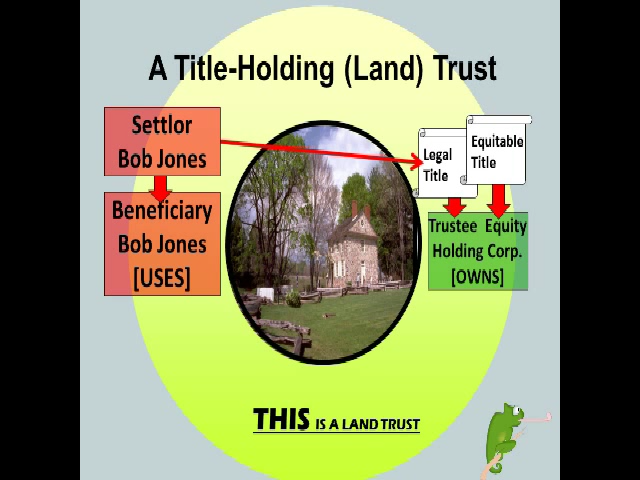 A Title-Holding (Land) Trust
Settlor
Bob Jones
Legal
Title
Equitable
Title
Beneficiary
Bob Jones
[USES]
Trustee Equity
Holding Corp.
[OWNS]
THIS IS A LAND TRUST